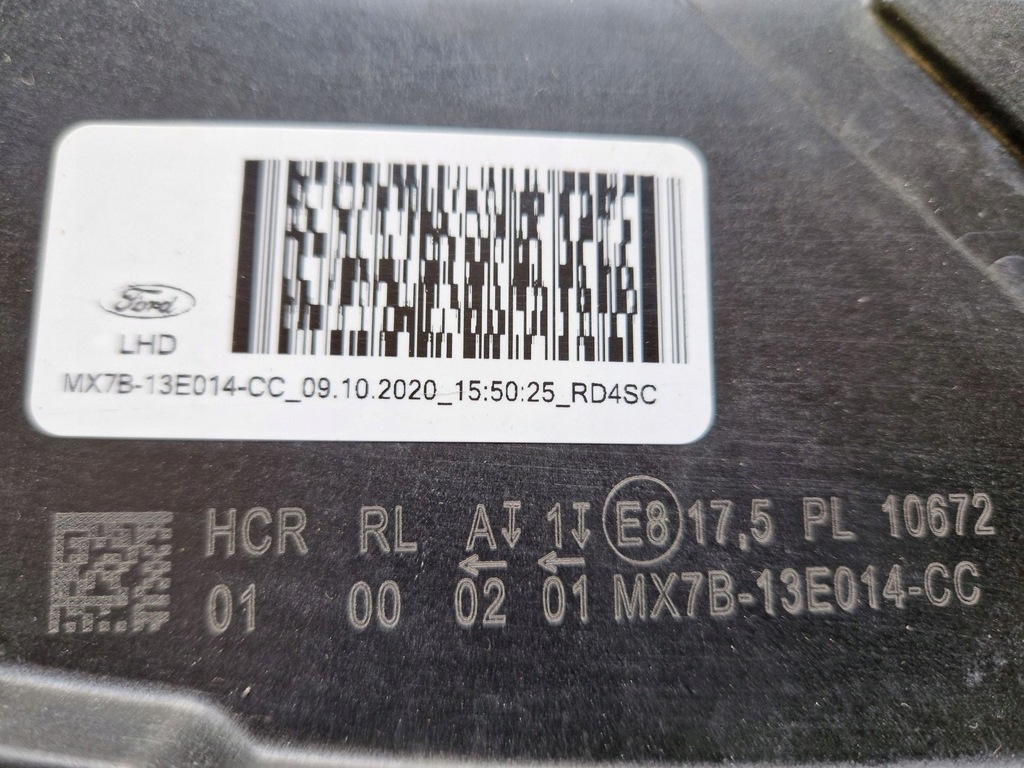 Ford
LHD
MX7B-13E014-CC_09.10.2020_15:50:25_RD4SC
HCR RL A↧ 1↧ E8 17,5 PL 10672
← ←
01 00 02 01 MX7B-13E014-CC